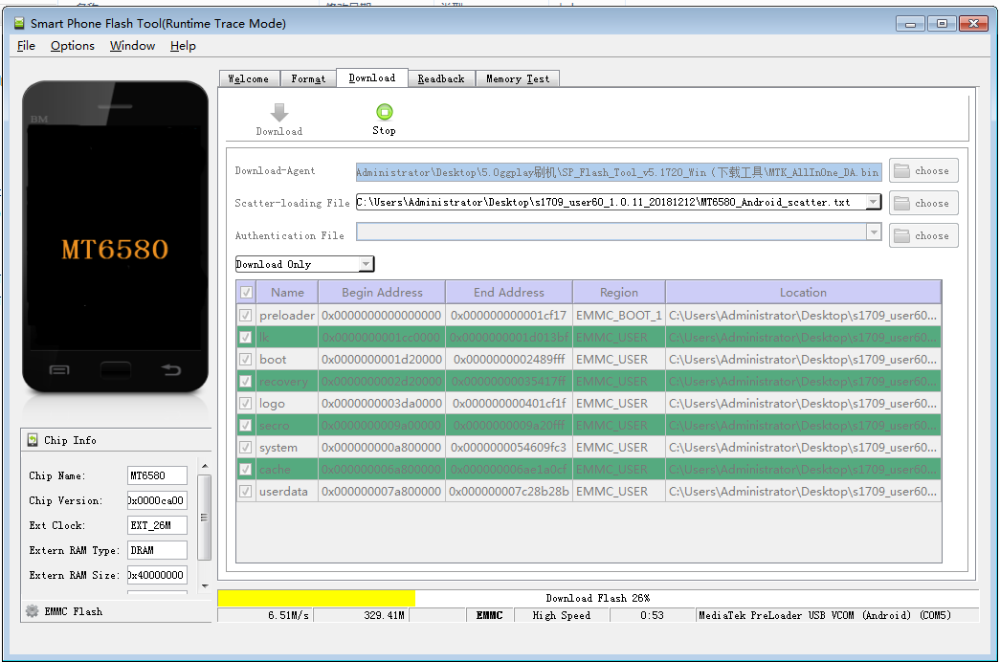 Smart Phone Flash Tool(Runtime Trace Mode)
File Options Window Help
Welcome Format Download Readback Memory Test
Download Stop
Download-Agent Administrator\Desktop\5.0ggplay刷机\SP_Flash_Tool_v5.1720_Win (下载工具\MTK_AllInOne_DA.bin choose
Scatter-loading File C:\Users\Administrator\Desktop\s1709_user60_1.0.11_20181212\MT6580_Android_scatter.txt choose
Authentication File choose
Download Only
Name Begin Address End Address Region Location
preloader 0x0000000000000000 0x000000000001cf17 EMMC_BOOT_1 C:\Users\Administrator\Desktop\s1709_user60...
lk 0x0000000001cc0000 0x0000000001d013bf EMMC_USER C:\Users\Administrator\Desktop\s1709_user60...
boot 0x0000000001d20000 0x0000000002489fff EMMC_USER C:\Users\Administrator\Desktop\s1709_user60...
recovery 0x0000000002d20000 0x00000000035417ff EMMC_USER C:\Users\Administrator\Desktop\s1709_user60...
logo 0x0000000003da0000 0x000000000401cf1f EMMC_USER C:\Users\Administrator\Desktop\s1709_user60...
secro 0x0000000009a00000 0x0000000009a20fff EMMC_USER C:\Users\Administrator\Desktop\s1709_user60...
system 0x000000000a800000 0x0000000054609fc3 EMMC_USER C:\Users\Administrator\Desktop\s1709_user60...
cache 0x000000006a800000 0x000000006ae1a0cf EMMC_USER C:\Users\Administrator\Desktop\s1709_user60...
userdata 0x000000007a800000 0x000000007c28b28b EMMC_USER C:\Users\Administrator\Desktop\s1709_user60...
BM
MT6580
Chip Info
Chip Name: MT6580
Chip Version: 0x0000ca00
Ext Clock: EXT_26M
Extern RAM Type: DRAM
Extern RAM Size: 0x40000000
EMMC Flash
Download Flash 26%
6.51M/s 329.41M EMMC High Speed 0:53 MediaTek PreLoader USB VCOM (Android) (COM5)